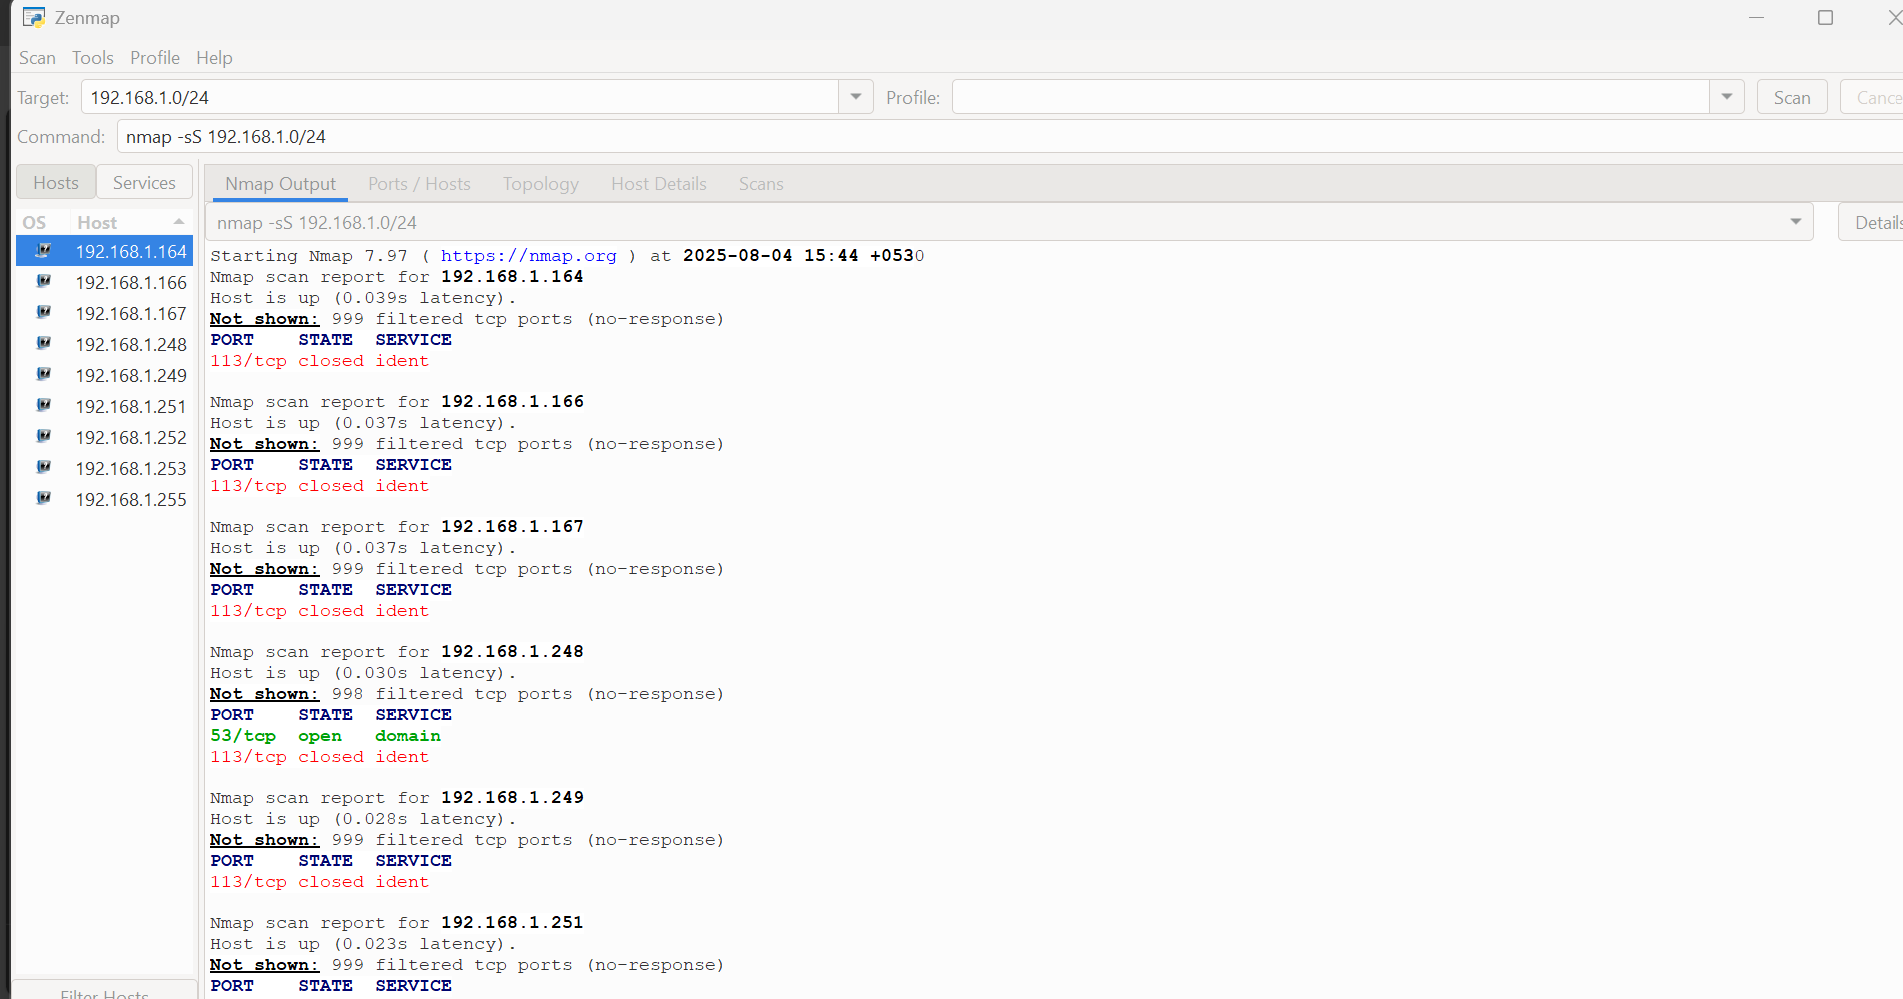 Zenmap
Scan Tools Profile Help
Target: 192.168.1.0/24 Profile: Scan Cance
Command: nmap -sS 192.168.1.0/24
Hosts Services Nmap Output Ports / Hosts Topology Host Details Scans
OS Host
nmap -sS 192.168.1.0/24 Details
192.168.1.164
192.168.1.166
192.168.1.167
192.168.1.248
192.168.1.249
192.168.1.251
192.168.1.252
192.168.1.253
192.168.1.255
Filter Hosts
Starting Nmap 7.97 ( https://nmap.org ) at 2025-08-04 15:44 +0530
Nmap scan report for 192.168.1.164
Host is up (0.039s latency).
Not shown: 999 filtered tcp ports (no-response)
PORT STATE SERVICE
113/tcp closed ident
Nmap scan report for 192.168.1.166
Host is up (0.037s latency).
Not shown: 999 filtered tcp ports (no-response)
PORT STATE SERVICE
113/tcp closed ident
Nmap scan report for 192.168.1.167
Host is up (0.037s latency).
Not shown: 999 filtered tcp ports (no-response)
PORT STATE SERVICE
113/tcp closed ident
Nmap scan report for 192.168.1.248
Host is up (0.030s latency).
Not shown: 998 filtered tcp ports (no-response)
PORT STATE SERVICE
53/tcp open domain
113/tcp closed ident
Nmap scan report for 192.168.1.249
Host is up (0.028s latency).
Not shown: 999 filtered tcp ports (no-response)
PORT STATE SERVICE
113/tcp closed ident
Nmap scan report for 192.168.1.251
Host is up (0.023s latency).
Not shown: 999 filtered tcp ports (no-response)
PORT STATE SERVICE